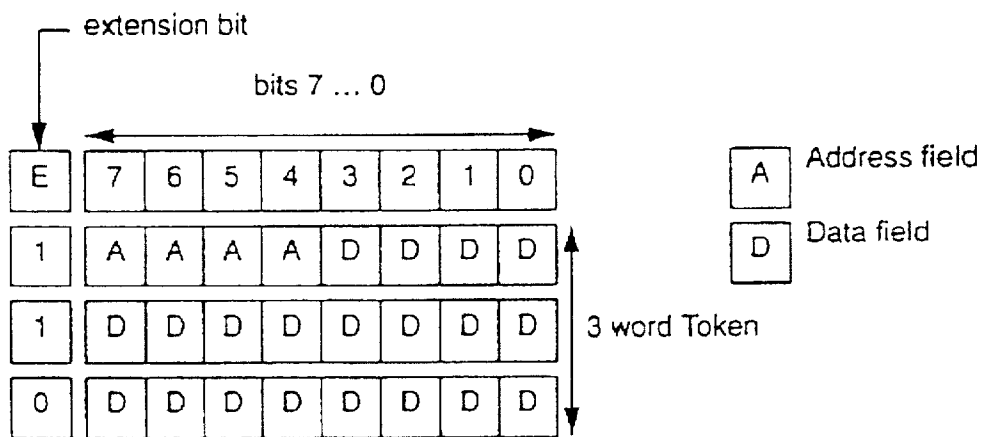 extension bit
bits 7 ... 0
E 7 6 5 4 3 2 1 0
A Address field
1 A A A A D D D D
D Data field
1 D D D D D D D D
3 word Token
0 D D D D D D D D